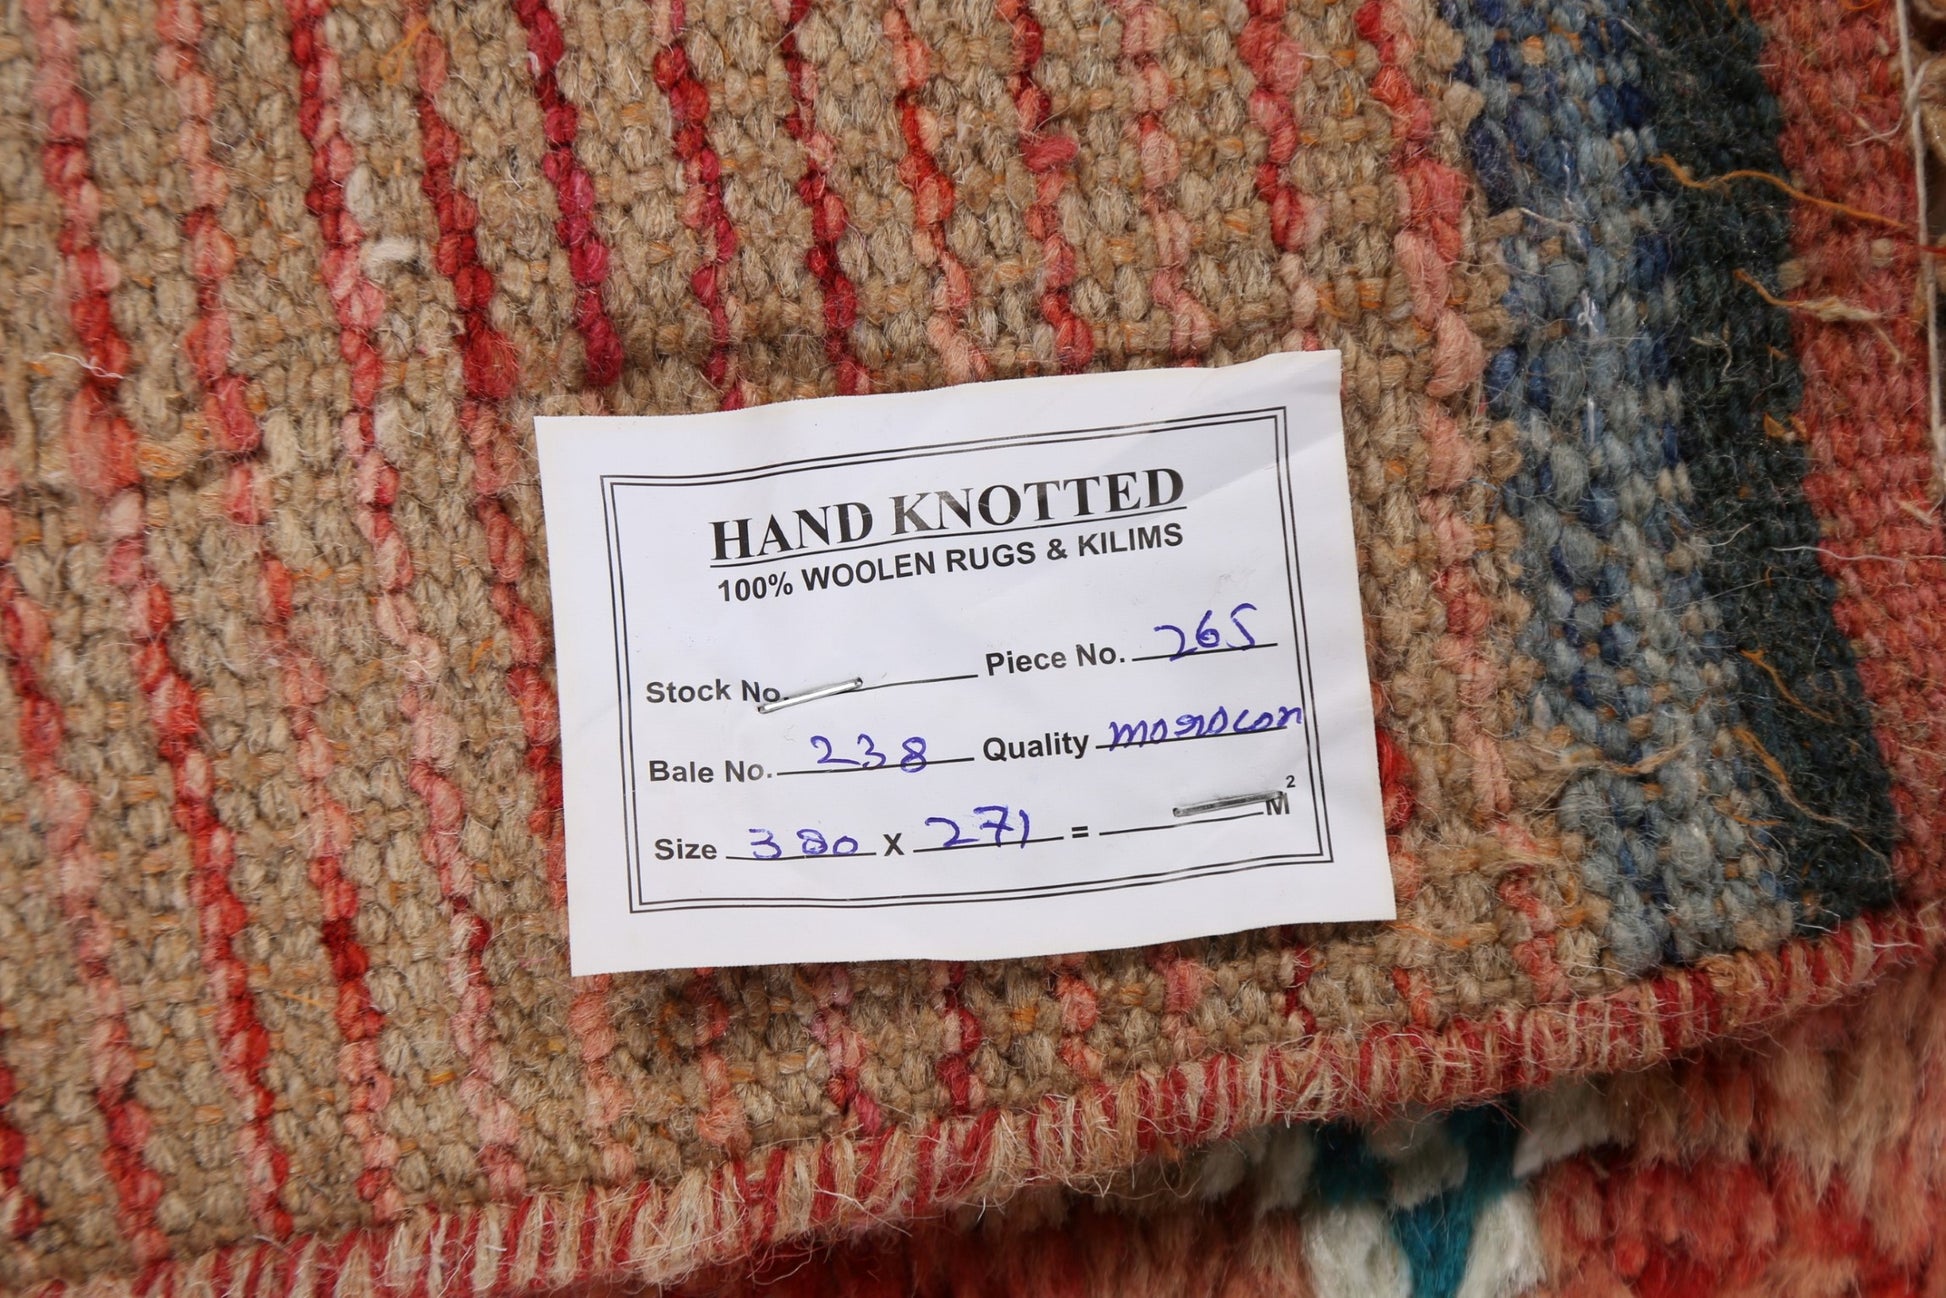 HAND KNOTTED
100% WOOLEN RUGS & KILIMS
Stock No. Piece No. 265
Bale No. 238 Quality morocon
Size 380 X 271 = M²